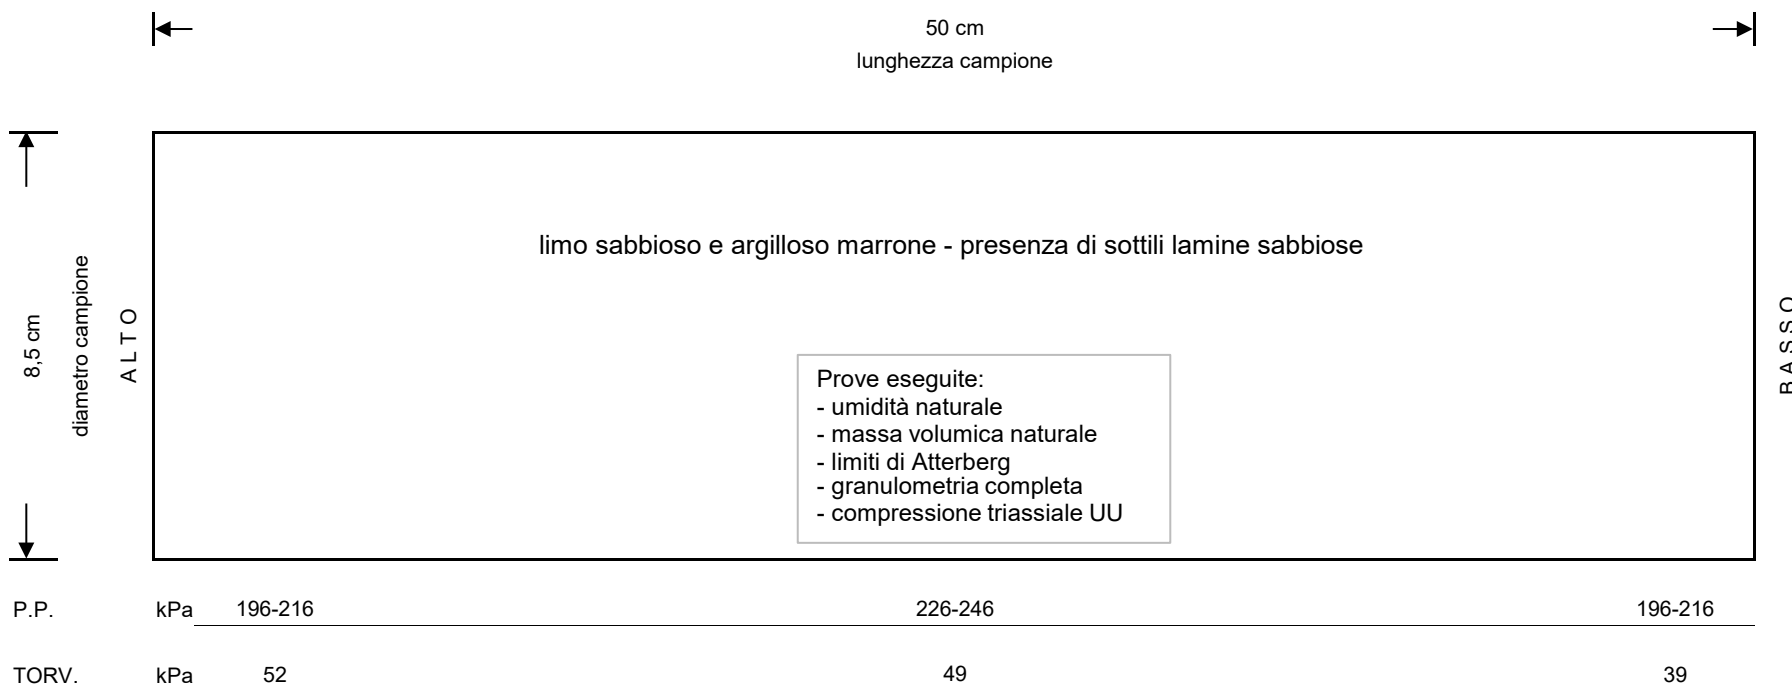 50 cm
lunghezza campione
8,5 cm
diametro campione
ALTO
limo sabbioso e argilloso marrone - presenza di sottili lamine sabbiose
Prove eseguite:
- umidità naturale
- massa volumica naturale
- limiti di Atterberg
- granulometria completa
- compressione triassiale UU
BASSO
P.P. kPa 196-216 226-246 196-216
TORV. kPa 52 49 39